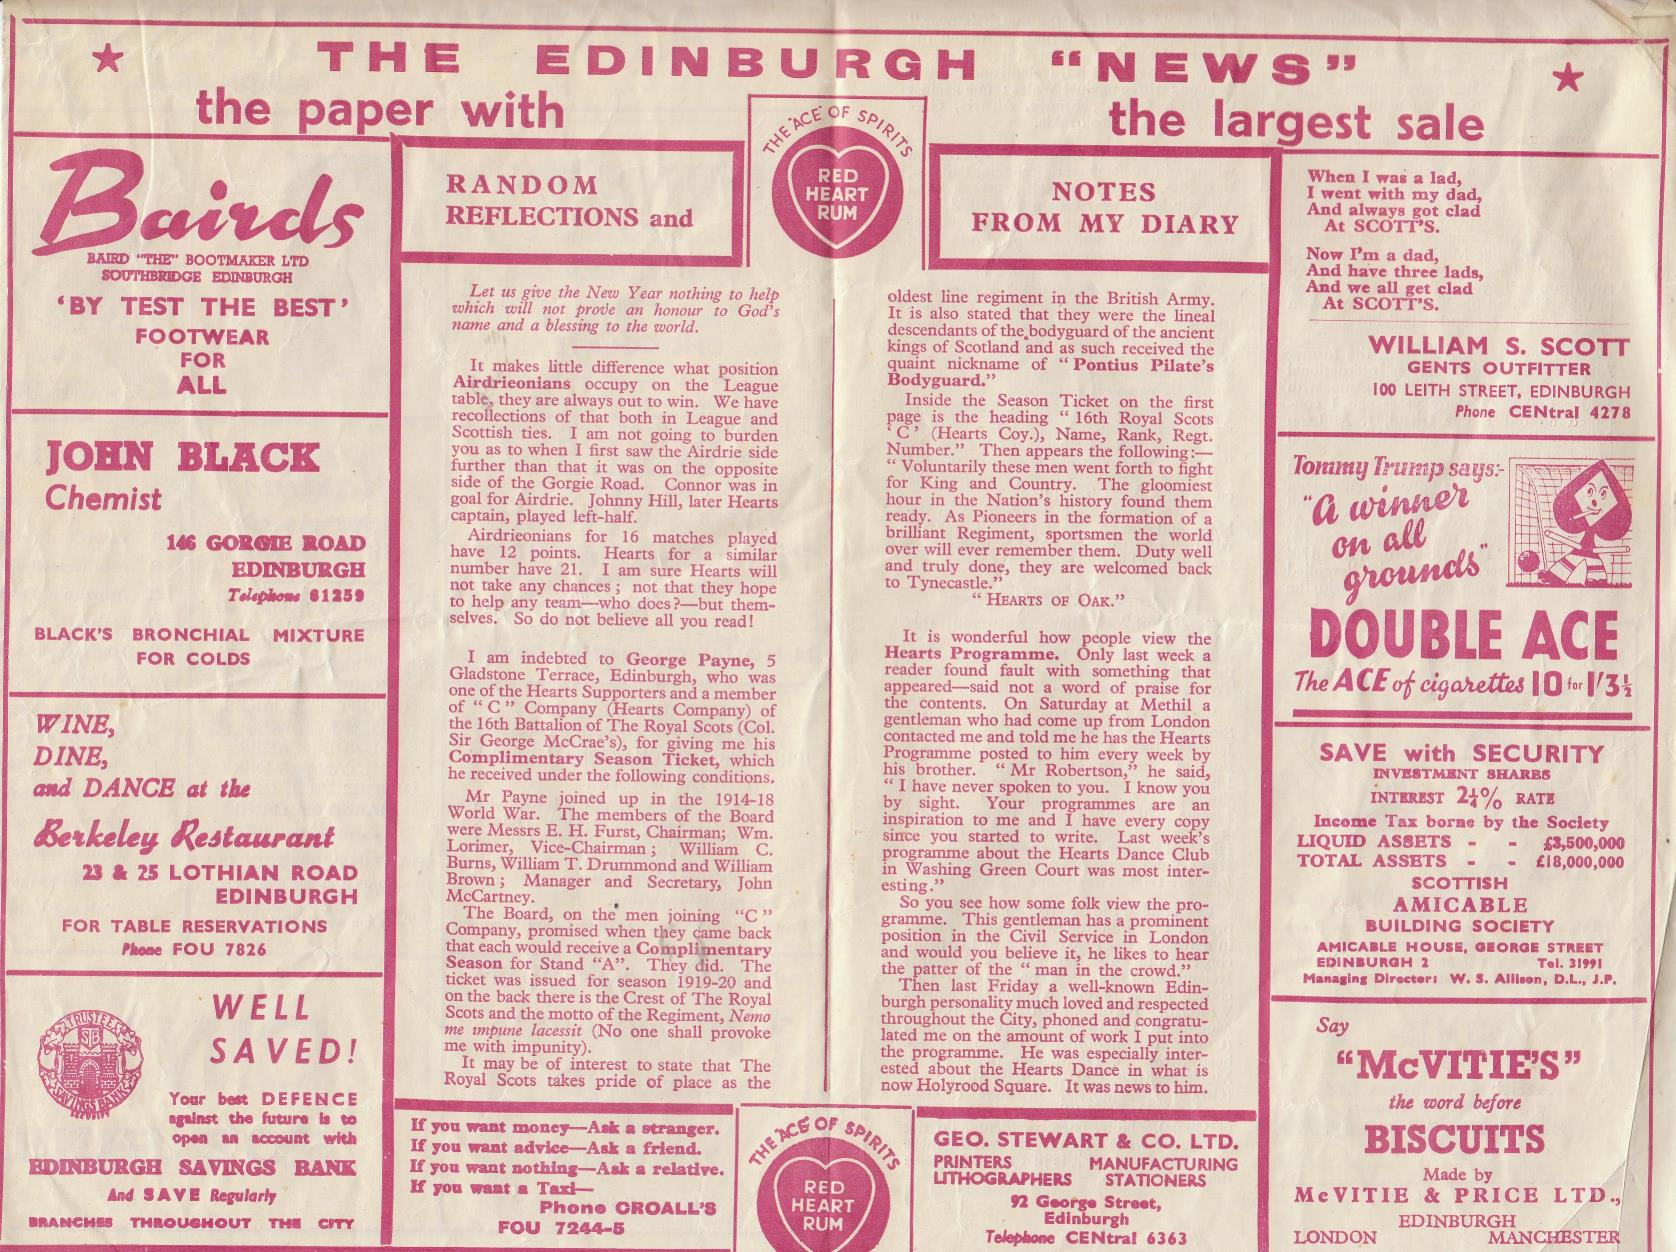 ★ THE EDINBURGH "NEWS" ★
the paper with the largest sale
Bairds
BAIRD "THE" BOOTMAKER LTD
SOUTHBRIDGE EDINBURGH
'BY TEST THE BEST'
FOOTWEAR
FOR
ALL
JOHN BLACK
Chemist
146 GORGIE ROAD
EDINBURGH
Telephone 61259
BLACK'S BRONCHIAL MIXTURE
FOR COLDS
WINE,
DINE,
and DANCE at the
Berkeley Restaurant
23 & 25 LOTHIAN ROAD
EDINBURGH
FOR TABLE RESERVATIONS
Phone FOU 7826
TRUSTEE
SB
SAVINGS BANK
WELL
SAVED!
Your best DEFENCE
against the future is to
open an account with
EDINBURGH SAVINGS BANK
And SAVE Regularly
BRANCHES THROUGHOUT THE CITY
RANDOM
REFLECTIONS and
THE ACE OF SPIRITS
RED
HEART
RUM
NOTES
FROM MY DIARY
Let us give the New Year nothing to help
which will not prove an honour to God's
name and a blessing to the world.
It makes little difference what position
Airdrieonians occupy on the League
table, they are always out to win. We have
recollections of that both in League and
Scottish ties. I am not going to burden
you as to when I first saw the Airdrie side
further than that it was on the opposite
side of the Gorgie Road. Connor was in
goal for Airdrie. Johnny Hill, later Hearts
captain, played left-half.
Airdrieonians for 16 matches played
have 12 points. Hearts for a similar
number have 21. I am sure Hearts will
not take any chances; not that they hope
to help any team—who does?—but them-
selves. So do not believe all you read!
I am indebted to George Payne, 5
Gladstone Terrace, Edinburgh, who was
one of the Hearts Supporters and a member
of "C" Company (Hearts Company) of
the 16th Battalion of The Royal Scots (Col.
Sir George McCrae's), for giving me his
Complimentary Season Ticket, which
he received under the following conditions.
Mr Payne joined up in the 1914-18
World War. The members of the Board
were Messrs E. H. Furst, Chairman; Wm.
Lorimer, Vice-Chairman; William C.
Burns, William T. Drummond and William
Brown; Manager and Secretary, John
McCartney.
The Board, on the men joining "C"
Company, promised when they came back
that each would receive a Complimentary
Season for Stand "A". They did. The
ticket was issued for season 1919-20 and
on the back there is the Crest of The Royal
Scots and the motto of the Regiment, Nemo
me impune lacessit (No one shall provoke
me with impunity).
It may be of interest to state that The
Royal Scots takes pride of place as the
oldest line regiment in the British Army.
It is also stated that they were the lineal
descendants of the bodyguard of the ancient
kings of Scotland and as such received the
quaint nickname of "Pontius Pilate's
Bodyguard."
Inside the Season Ticket on the first
page is the heading "16th Royal Scots
'C' (Hearts Coy.), Name, Rank, Regt.
Number." Then appears the following:—
"Voluntarily these men went forth to fight
for King and Country. The gloomiest
hour in the Nation's history found them
ready. As Pioneers in the formation of a
brilliant Regiment, sportsmen the world
over will ever remember them. Duty well
and truly done, they are welcomed back
to Tynecastle."
"HEARTS OF OAK."
It is wonderful how people view the
Hearts Programme. Only last week a
reader found fault with something that
appeared—said not a word of praise for
the contents. On Saturday at Methil a
gentleman who had come up from London
contacted me and told me he has the Hearts
Programme posted to him every week by
his brother. "Mr Robertson," he said,
"I have never spoken to you. I know you
by sight. Your programmes are an
inspiration to me and I have every copy
since you started to write. Last week's
programme about the Hearts Dance Club
in Washing Green Court was most inter-
esting."
So you see how some folk view the pro-
gramme. This gentleman has a prominent
position in the Civil Service in London
and would you believe it, he likes to hear
the patter of the "man in the crowd."
Then last Friday a well-known Edin-
burgh personality much loved and respected
throughout the City, phoned and congratu-
lated me on the amount of work I put into
the programme. He was especially inter-
ested about the Hearts Dance in what is
now Holyrood Square. It was news to him.
If you want money—Ask a stranger.
If you want advice—Ask a friend.
If you want nothing—Ask a relative.
If you want a Taxi—
Phone CROALL'S
FOU 7244-5
THE ACE OF SPIRITS
RED
HEART
RUM
GEO. STEWART & CO. LTD.
PRINTERS MANUFACTURING
LITHOGRAPHERS STATIONERS
92 George Street,
Edinburgh
Telephone CENtral 6363
When I was a lad,
I went with my dad,
And always got clad
At SCOTT'S.
Now I'm a dad,
And have three lads,
And we all get clad
At SCOTT'S.
WILLIAM S. SCOTT
GENTS OUTFITTER
100 LEITH STREET, EDINBURGH
Phone CENtral 4278
Tommy Trump says:-
"A winner
on all
grounds"
DOUBLE ACE
The ACE of cigarettes 10 for 1/3½
SAVE with SECURITY
INVESTMENT SHARES
INTEREST 2¼% RATE
Income Tax borne by the Society
LIQUID ASSETS - - £3,500,000
TOTAL ASSETS - - £18,000,000
SCOTTISH
AMICABLE
BUILDING SOCIETY
AMICABLE HOUSE, GEORGE STREET
EDINBURGH 2 Tel. 31991
Managing Director: W. S. Allison, D.L., J.P.
Say
"McVITIE'S"
the word before
BISCUITS
Made by
McVITIE & PRICE LTD.,
EDINBURGH
LONDON MANCHESTER